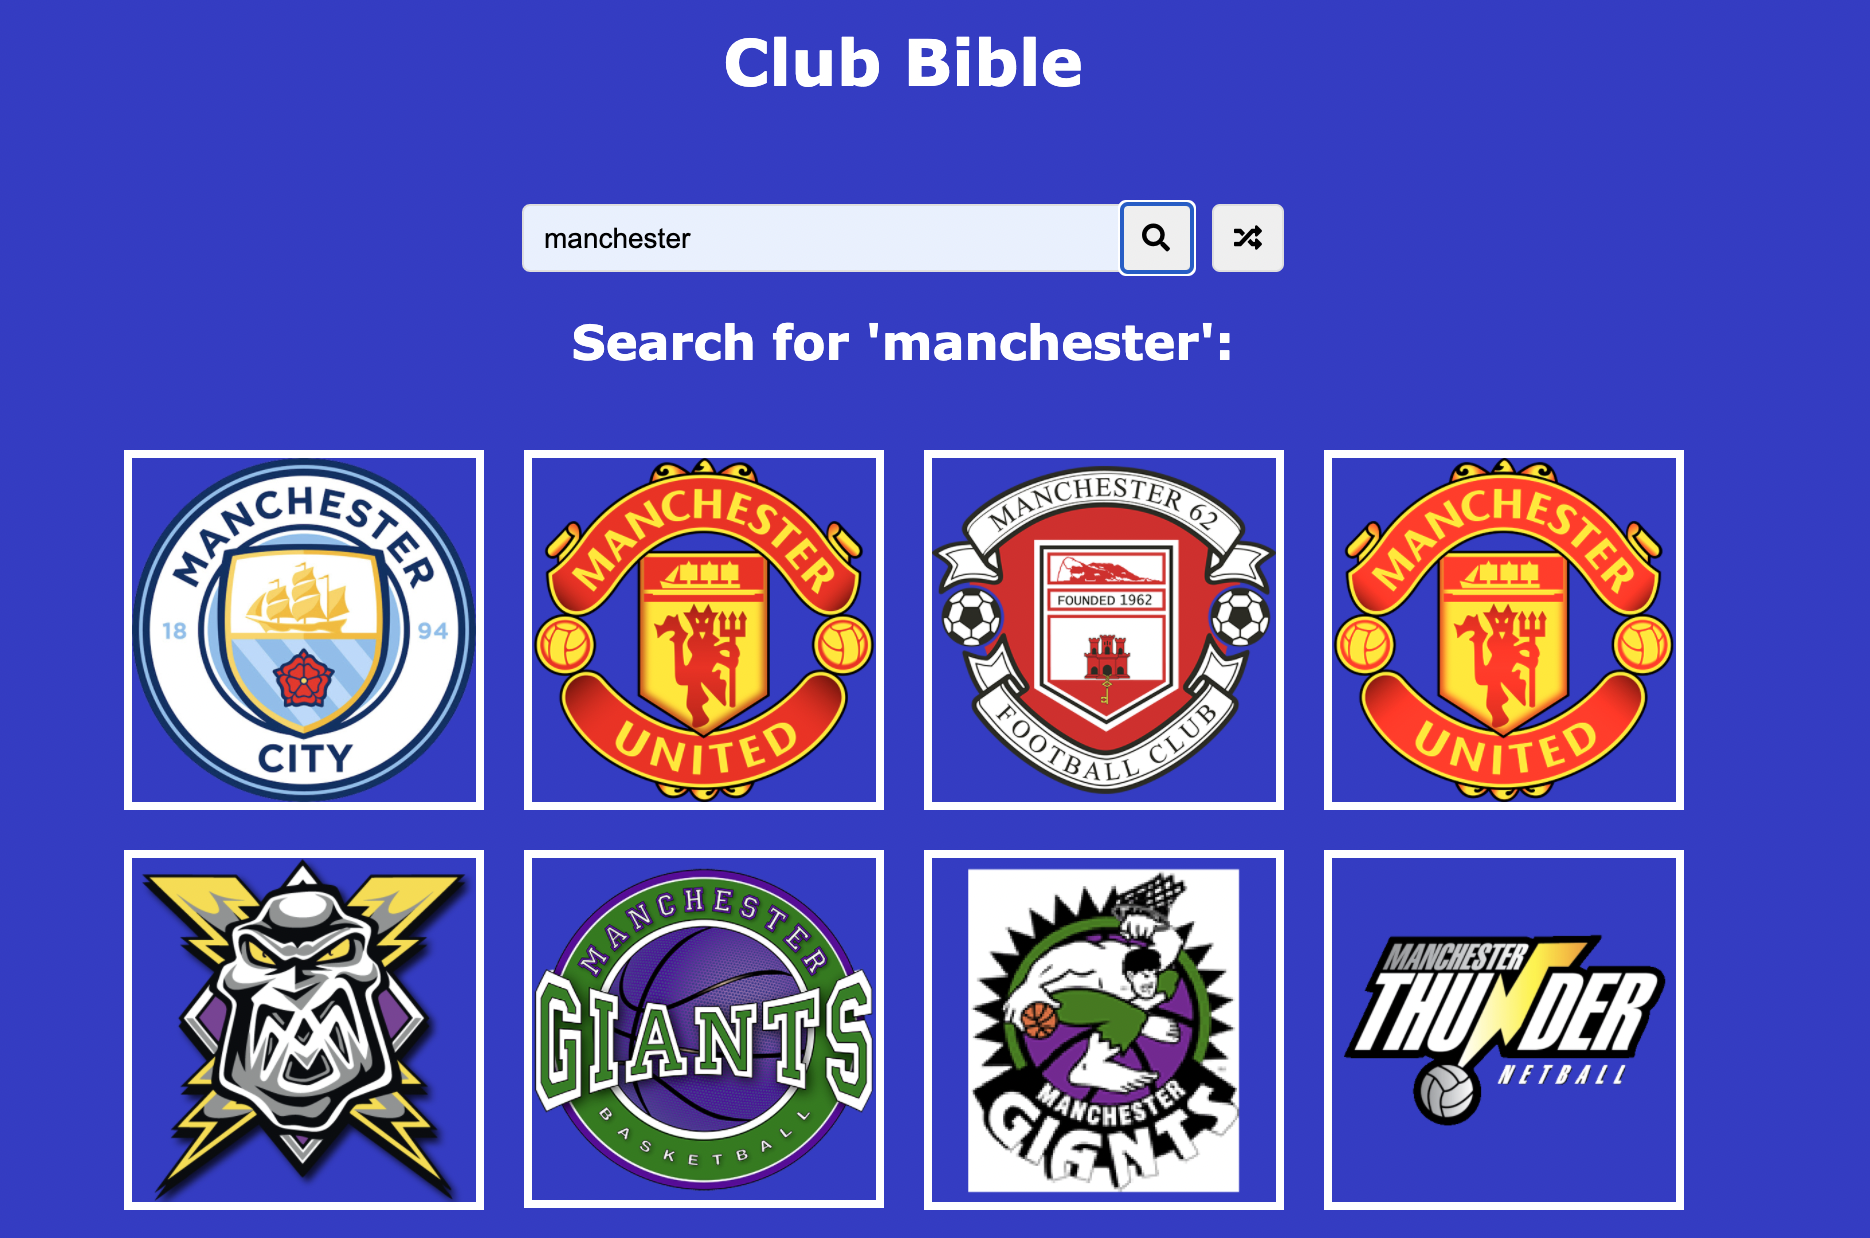 Club Bible
manchester
Search for 'manchester':
MANCHESTER
18 94
CITY
MANCHESTER
UNITED
MANCHESTER 62
FOUNDED 1962
FOOTBALL CLUB
MANCHESTER
UNITED
MANCHESTER
GIANTS
BASKETBALL
MANCHESTER
GIANTS
MANCHESTER
THUNDER
NETBALL